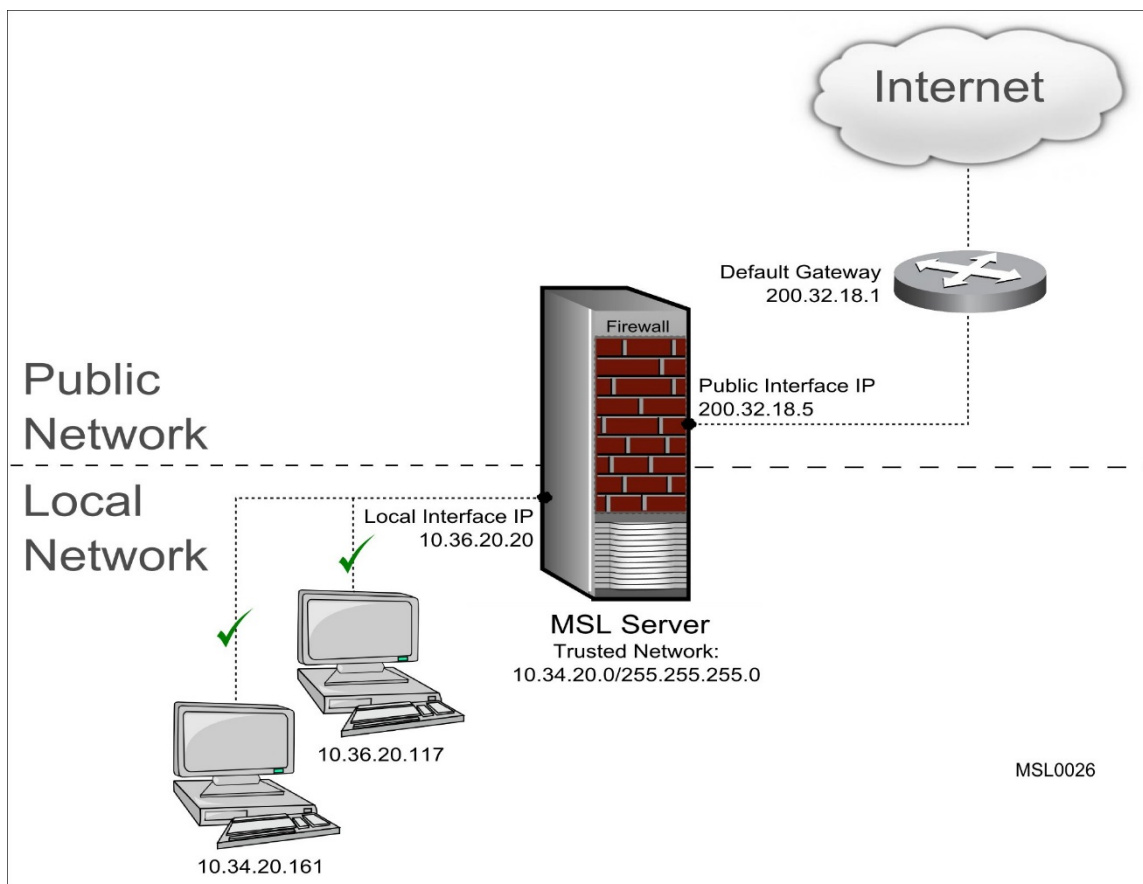 Internet
Default Gateway
200.32.18.1
Firewall
Public Interface IP
200.32.18.5
Public
Network
Local
Network
Local Interface IP
10.36.20.20
MSL Server
Trusted Network:
10.34.20.0/255.255.255.0
10.36.20.117
10.34.20.161
MSL0026